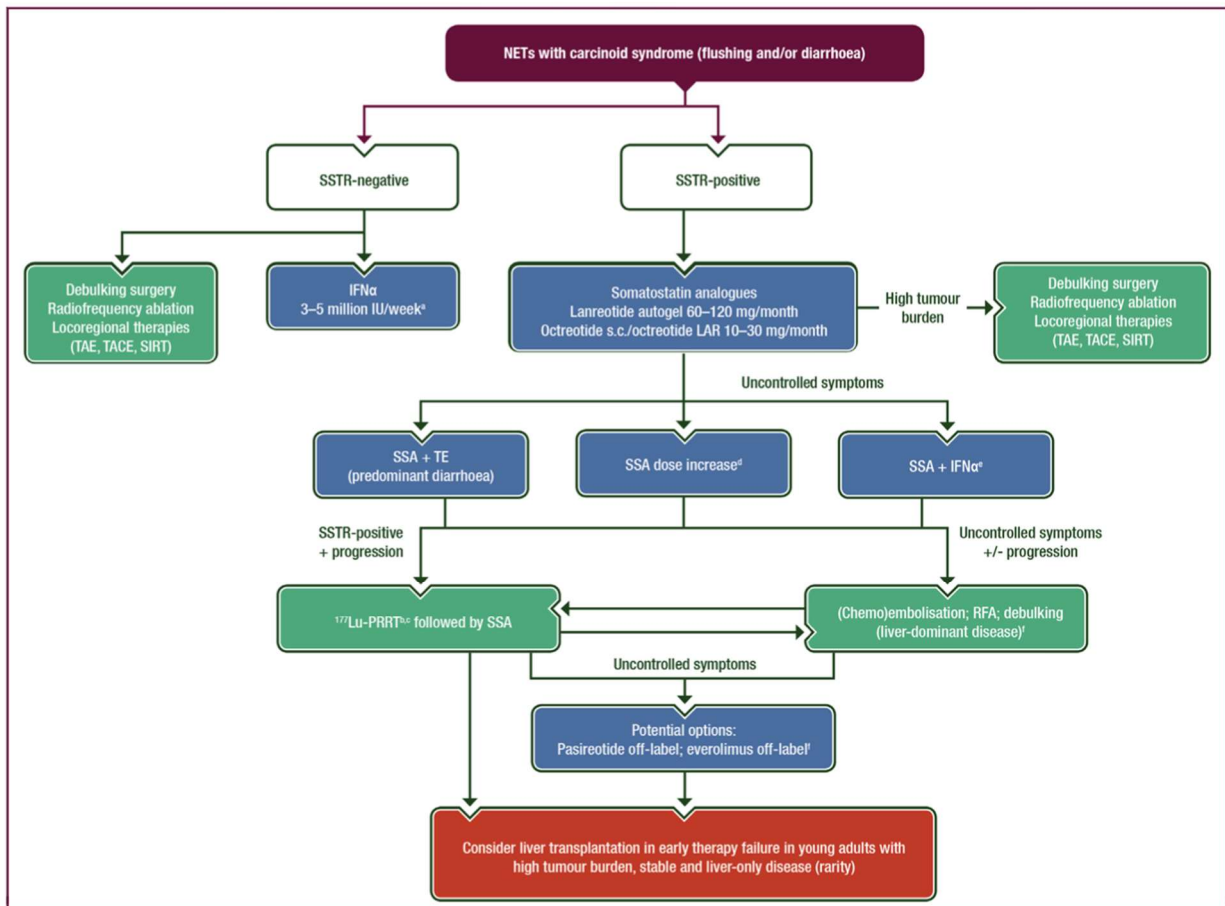 NETs with carcinoid syndrome (flushing and/or diarrhoea)
SSTR-negative
SSTR-positive
Debulking surgery
Radiofrequency ablation
Locoregional therapies
(TAE, TACE, SIRT)
IFNα
3–5 million IU/weekᵃ
Somatostatin analogues
Lanreotide autogel 60–120 mg/month
Octreotide s.c./octreotide LAR 10–30 mg/month
High tumour
burden
Debulking surgery
Radiofrequency ablation
Locoregional therapies
(TAE, TACE, SIRT)
Uncontrolled symptoms
SSA + TE
(predominant diarrhoea)
SSA dose increaseᵈ
SSA + IFNαᵉ
SSTR-positive
+ progression
Uncontrolled symptoms
+/- progression
¹⁷⁷Lu-PRRTᵇ,ᶜ followed by SSA
(Chemo)embolisation; RFA; debulking
(liver-dominant disease)ᶠ
Uncontrolled symptoms
Potential options:
Pasireotide off-label; everolimus off-labelᶠ
Consider liver transplantation in early therapy failure in young adults with
high tumour burden, stable and liver-only disease (rarity)